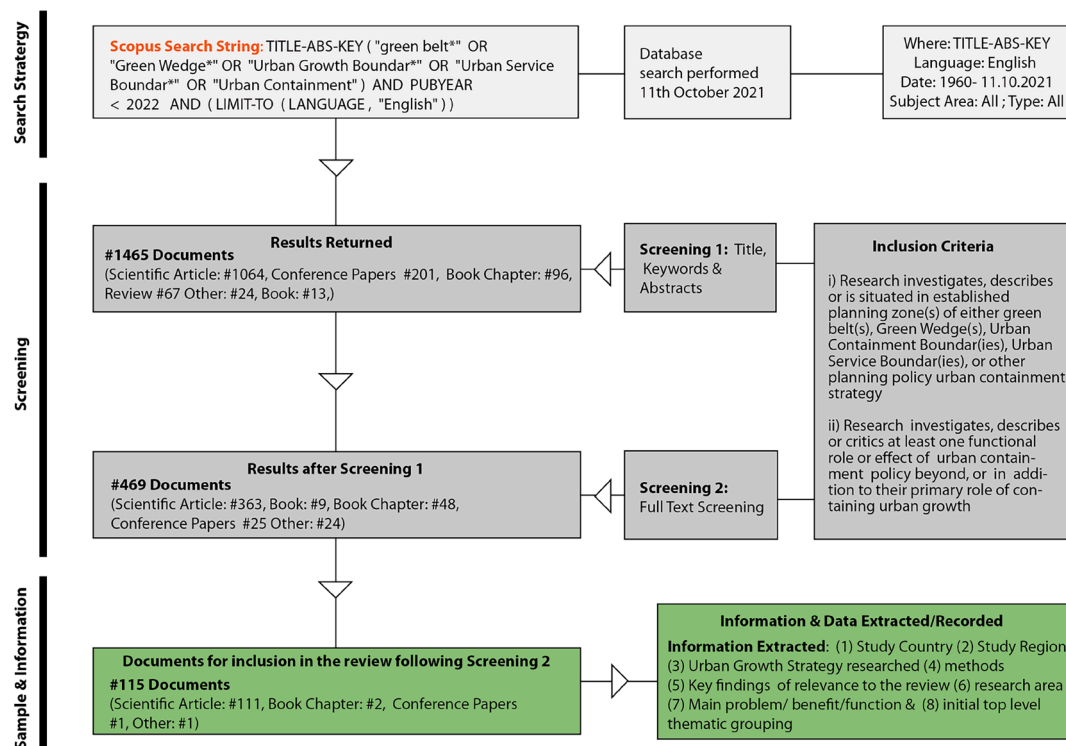 Search Stratergy
Scopus Search String: TITLE-ABS-KEY ( "green belt*" OR
"Green Wedge*" OR "Urban Growth Boundar*" OR "Urban Service
Boundar*" OR "Urban Containment" ) AND PUBYEAR
< 2022 AND ( LIMIT-TO ( LANGUAGE , "English" ) )
Database
search performed
11th October 2021
Where: TITLE-ABS-KEY
Language: English
Date: 1960- 11.10.2021
Subject Area: All ; Type: All
Screening
Results Returned
#1465 Documents
(Scientific Article: #1064, Conference Papers #201, Book Chapter: #96,
Review #67 Other: #24, Book: #13,)
Screening 1: Title,
Keywords &
Abstracts
Inclusion Criteria
i) Research investigates, describes
or is situated in established
planning zone(s) of either green
belt(s), Green Wedge(s), Urban
Containment Boundar(ies), Urban
Service Boundar(ies), or other
planning policy urban containment
strategy
ii) Research investigates, describes
or critics at least one functional
role or effect of urban contain-
ment policy beyond, or in addi-
tion to their primary role of con-
taining urban growth
Results after Screening 1
#469 Documents
(Scientific Article: #363, Book: #9, Book Chapter: #48,
Conference Papers #25 Other: #24)
Screening 2:
Full Text Screening
Sample & Information
Documents for inclusion in the review following Screening 2
#115 Documents
(Scientific Article: #111, Book Chapter: #2, Conference Papers
#1, Other: #1)
Information & Data Extracted/Recorded
Information Extracted: (1) Study Country (2) Study Region
(3) Urban Growth Strategy researched (4) methods
(5) Key findings of relevance to the review (6) research area
(7) Main problem/ benefit/function & (8) initial top level
thematic grouping